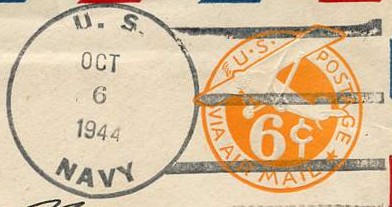 U. S.
OCT
6
1944
NAVY
U.S. POSTAGE
6¢
VIA AIR MAIL